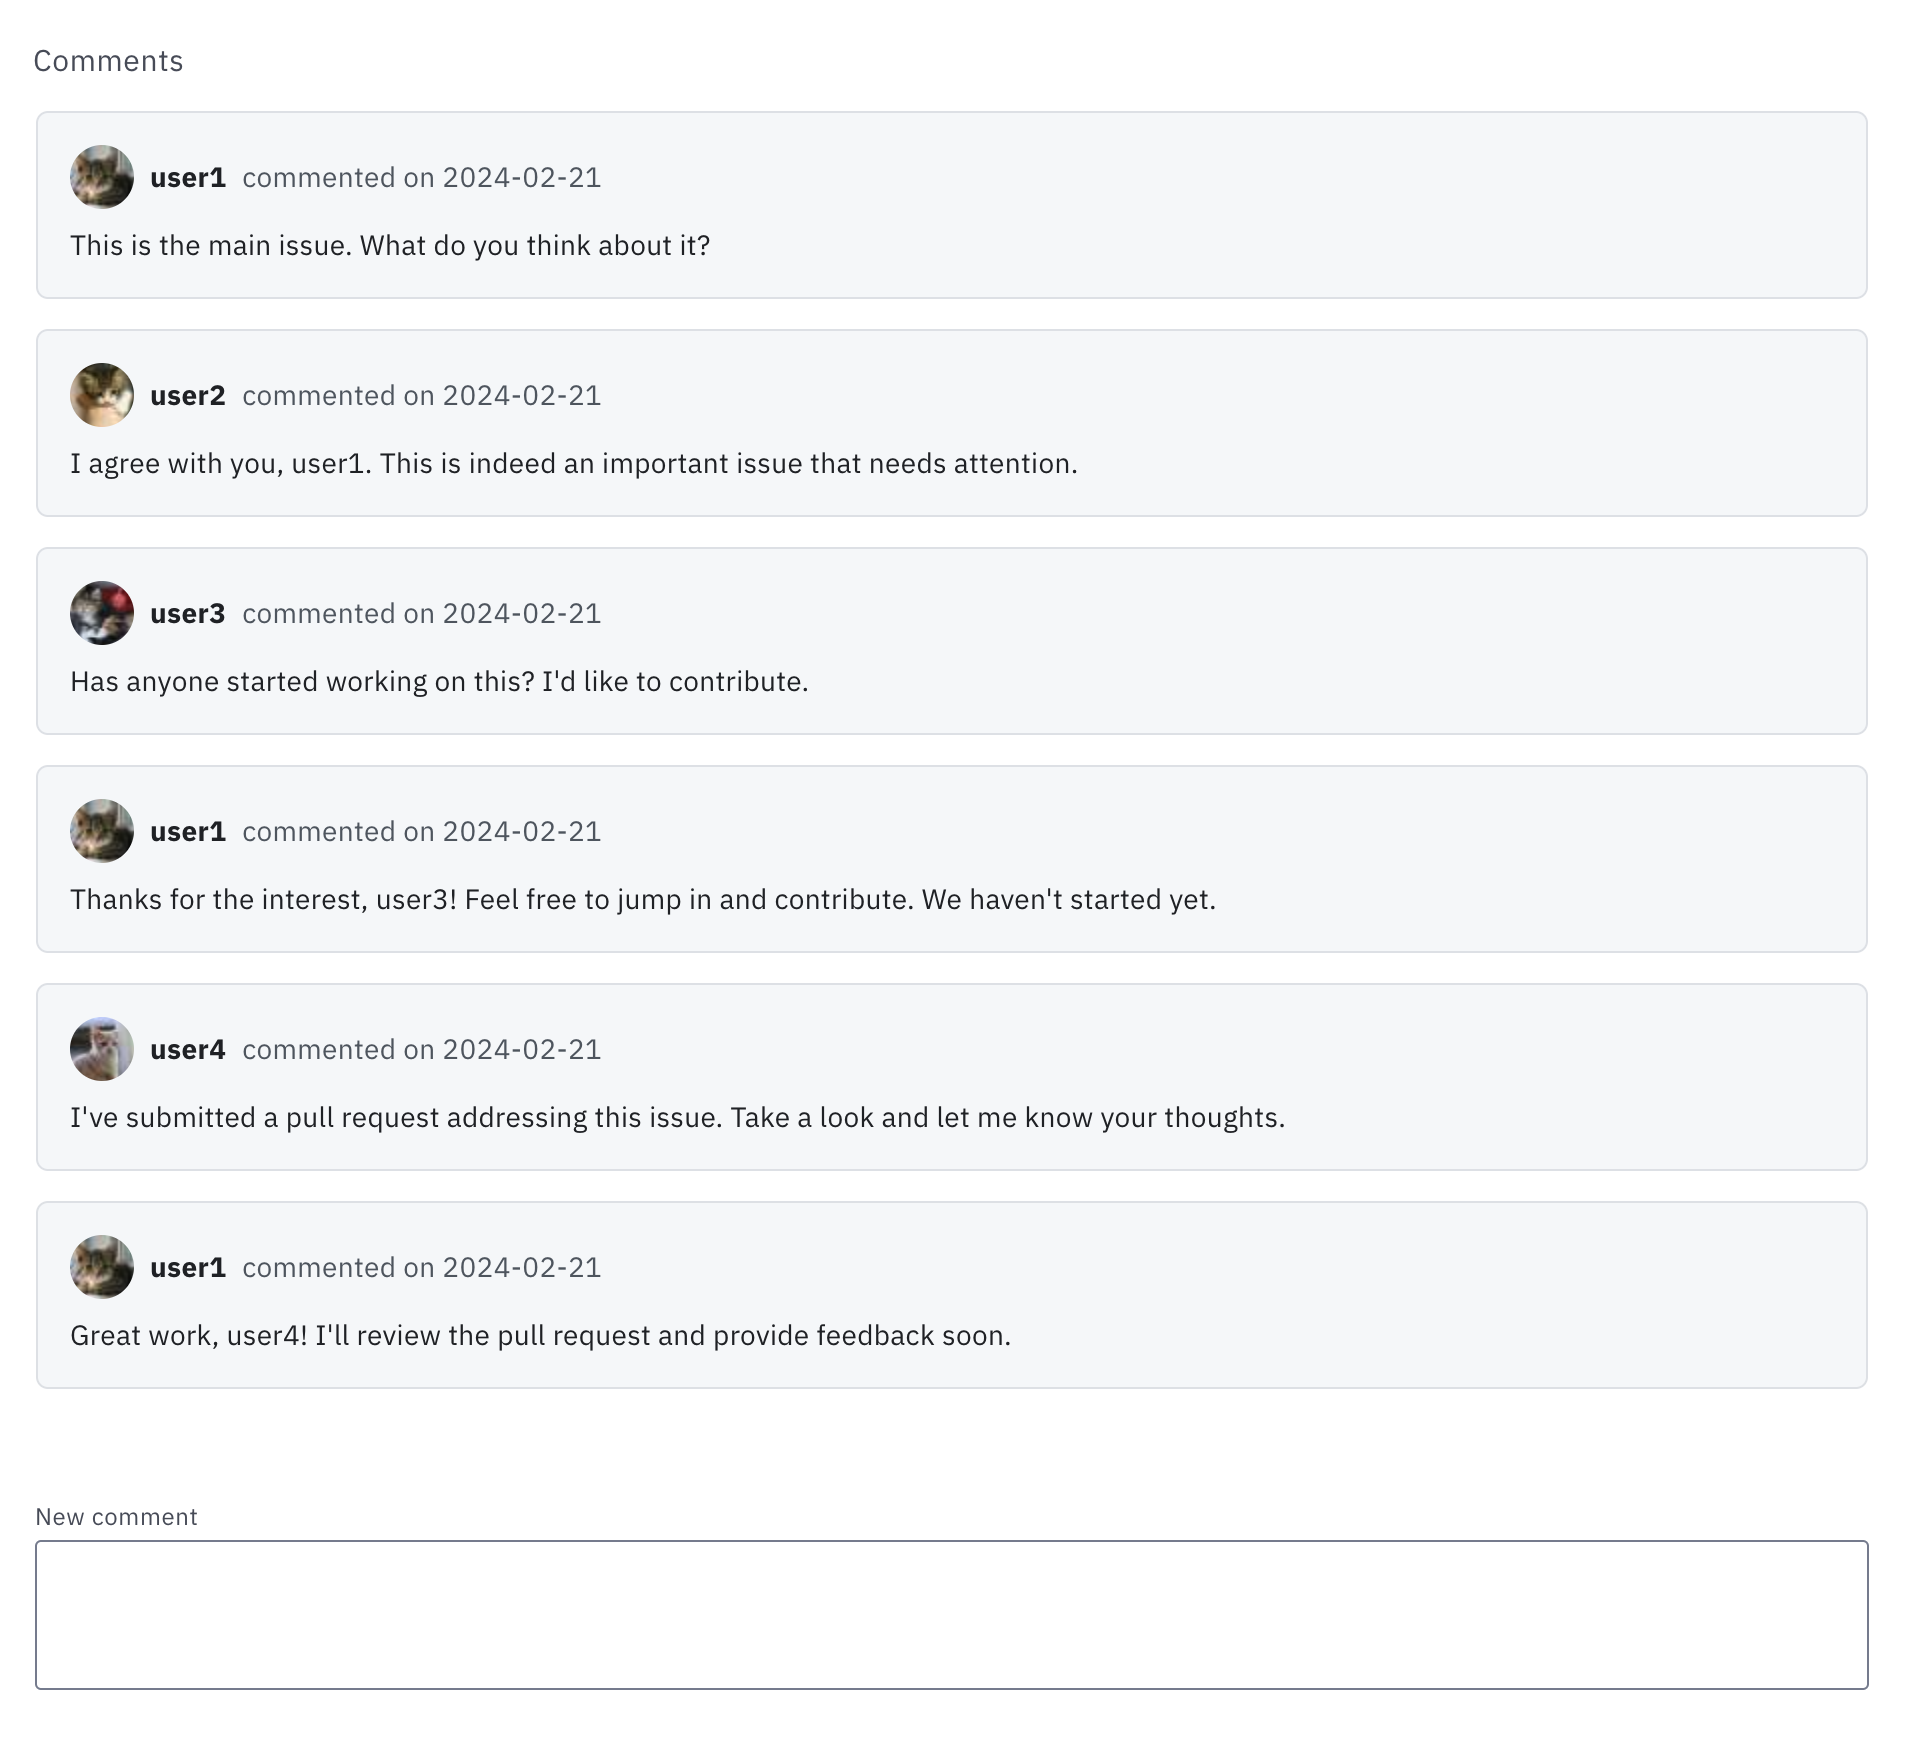 Comments
user1 commented on 2024-02-21
This is the main issue. What do you think about it?
user2 commented on 2024-02-21
I agree with you, user1. This is indeed an important issue that needs attention.
user3 commented on 2024-02-21
Has anyone started working on this? I'd like to contribute.
user1 commented on 2024-02-21
Thanks for the interest, user3! Feel free to jump in and contribute. We haven't started yet.
user4 commented on 2024-02-21
I've submitted a pull request addressing this issue. Take a look and let me know your thoughts.
user1 commented on 2024-02-21
Great work, user4! I'll review the pull request and provide feedback soon.
New comment